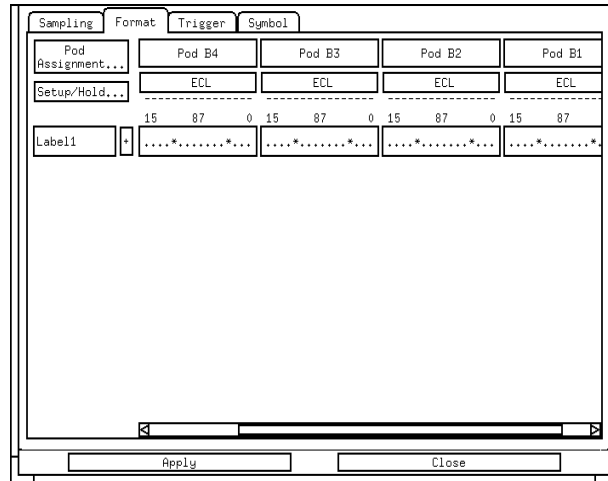 Sampling Format Trigger Symbol
Pod Assignment... Pod B4 Pod B3 Pod B2 Pod B1
Setup/Hold... ECL ECL ECL ECL
15 87 0 15 87 0 15 87 0 15 87
Label1 + ....*.......*... ....*.......*... ....*.......*... ....*.......*.
Apply Close